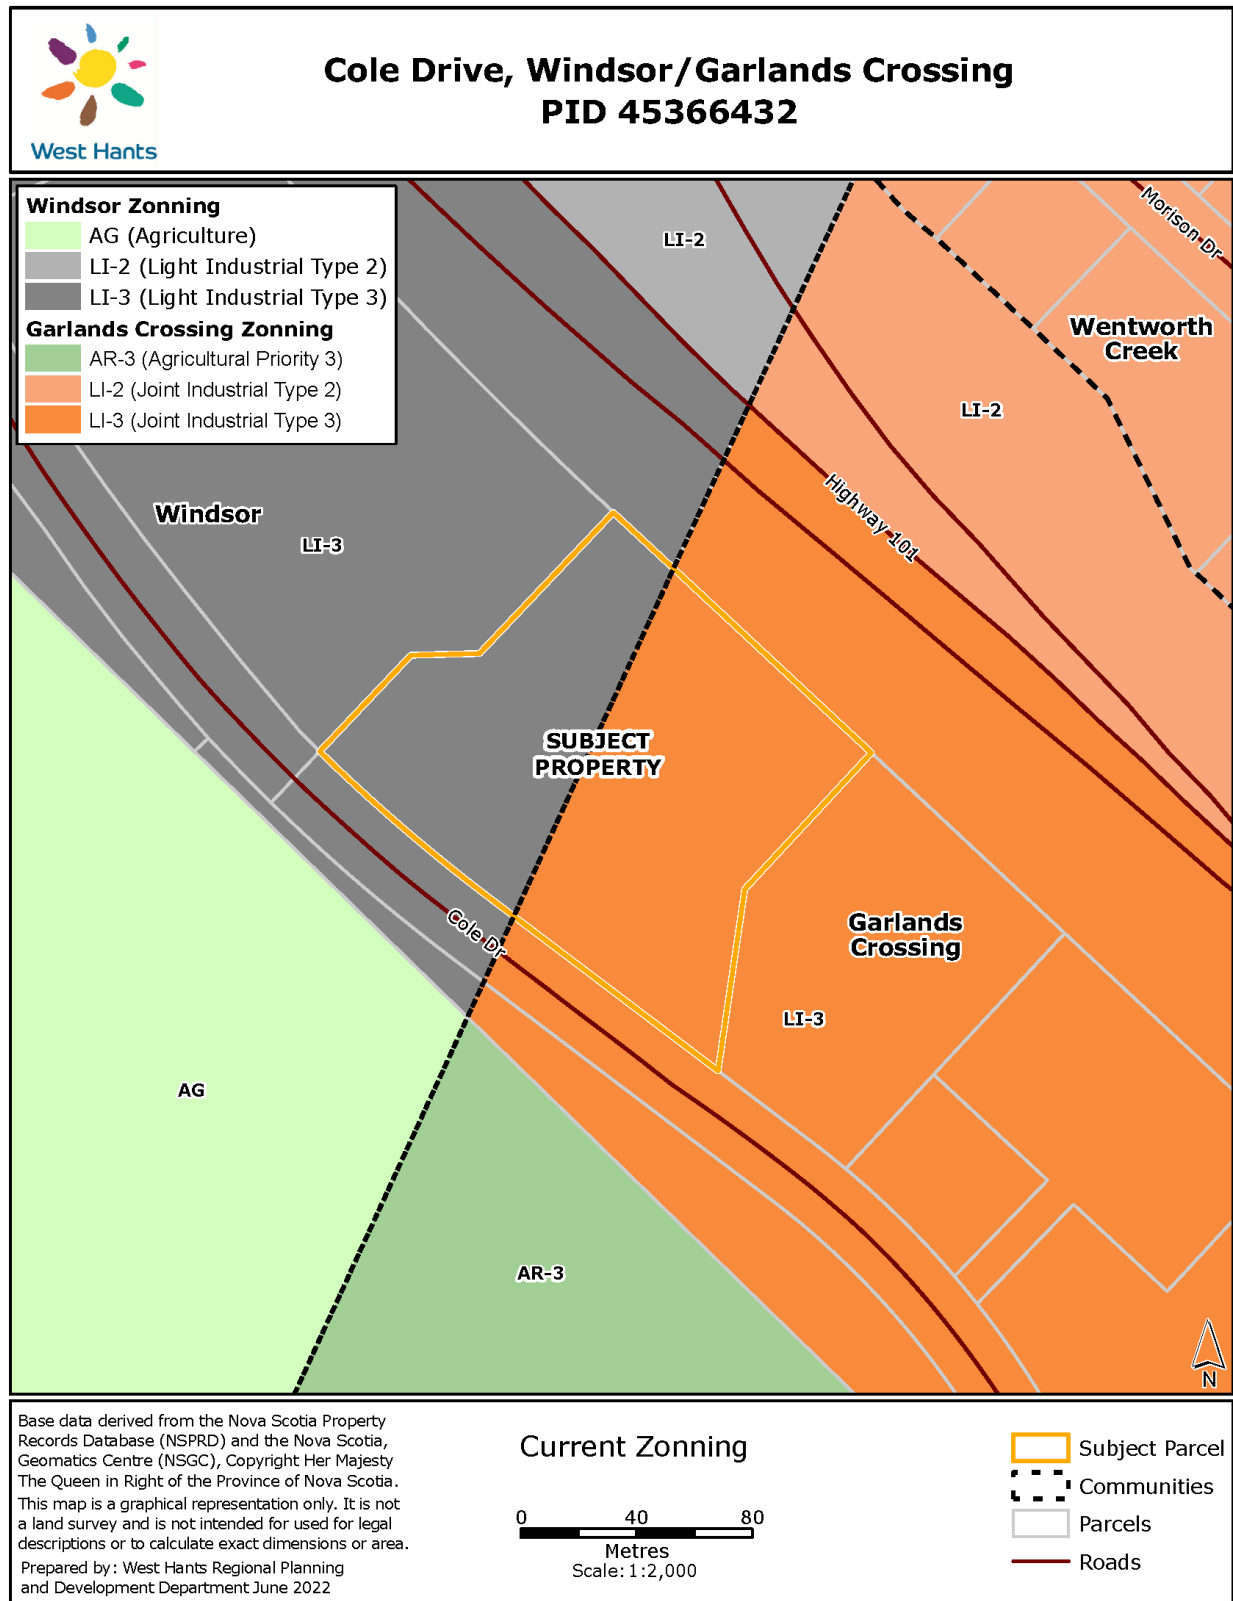 Cole Drive, Windsor/Garlands Crossing
PID 45366432
West Hants
Windsor Zonning
AG (Agriculture)
LI-2 (Light Industrial Type 2)
LI-3 (Light Industrial Type 3)
Garlands Crossing Zonning
AR-3 (Agricultural Priority 3)
LI-2 (Joint Industrial Type 2)
LI-3 (Joint Industrial Type 3)
LI-2
Morison Dr
Wentworth
Creek
LI-2
Highway 101
Windsor
LI-3
SUBJECT
PROPERTY
Cole Dr
Garlands
Crossing
LI-3
AG
AR-3
N
Base data derived from the Nova Scotia Property
Records Database (NSPRD) and the Nova Scotia,
Geomatics Centre (NSGC), Copyright Her Majesty
The Queen in Right of the Province of Nova Scotia.
This map is a graphical representation only. It is not
a land survey and is not intended for used for legal
descriptions or to calculate exact dimensions or area.
Prepared by: West Hants Regional Planning
and Development Department June 2022
Current Zonning
0 40 80
Metres
Scale: 1:2,000
Subject Parcel
Communities
Parcels
Roads